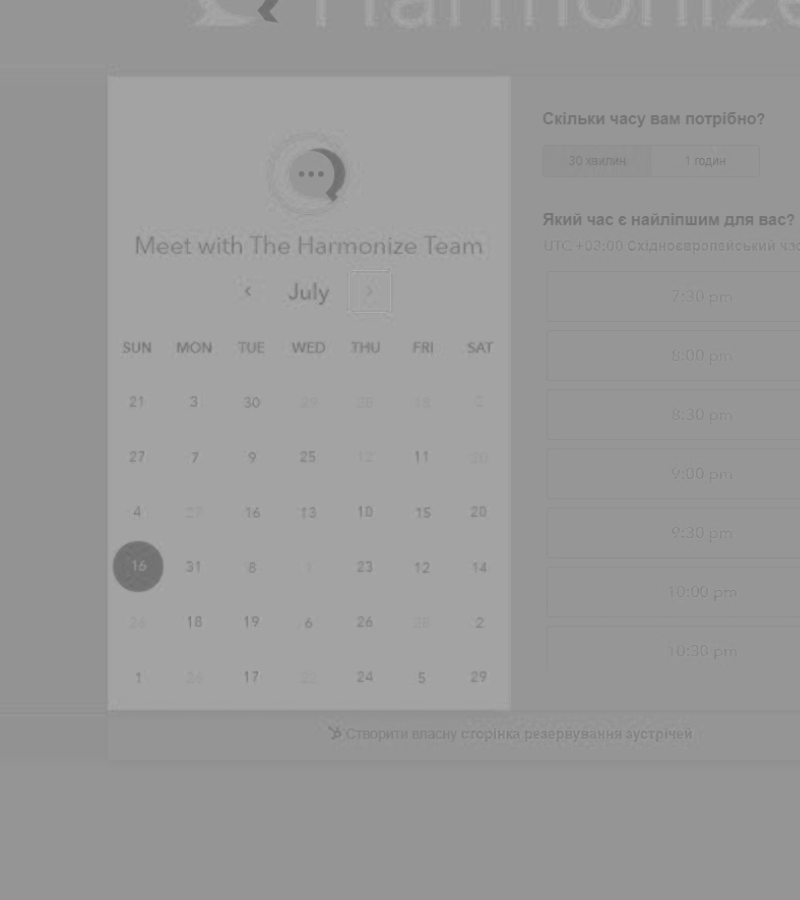 Harmonize
Скільки часу вам потрібно?
30 хвилин 1 годин
Meet with The Harmonize Team
July
Який час є найліпшим для вас?
UTC +03:00 Східноєвропейський час
SUN MON TUE WED THU FRI SAT
21 3 30 29 28 2
27 7 9 25 12 11 20
4 27 16 13 10 15 20
16 31 8 1 23 12 14
18 19 6 26 28 2
1 26 17 24 5 29
7:30 pm
8:00 pm
8:30 pm
9:00 pm
9:30 pm
10:00 pm
10:30 pm
Створити власну сторінка резервування зустрічей